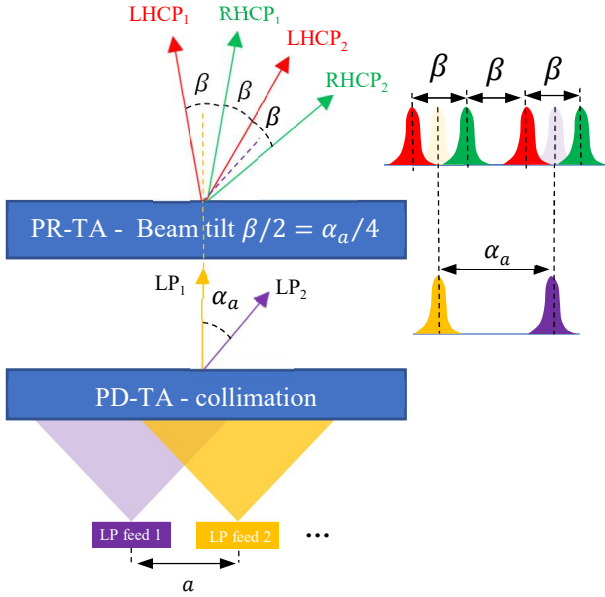 LHCP₁
RHCP₁
LHCP₂
RHCP₂
β
β
β
β
β
β
PR-TA - Beam tilt β/2 = αₐ/4
LP₁
αₐ
LP₂
αₐ
PD-TA - collimation
LP feed 1
LP feed 2
...
a